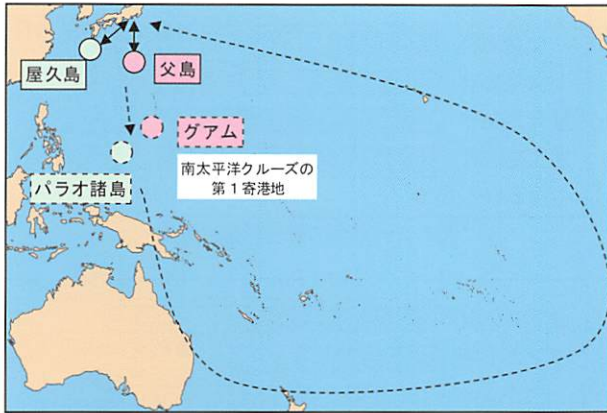 屋久島
父島
グアム
パラオ諸島
南太平洋クルーズの
第1寄港地